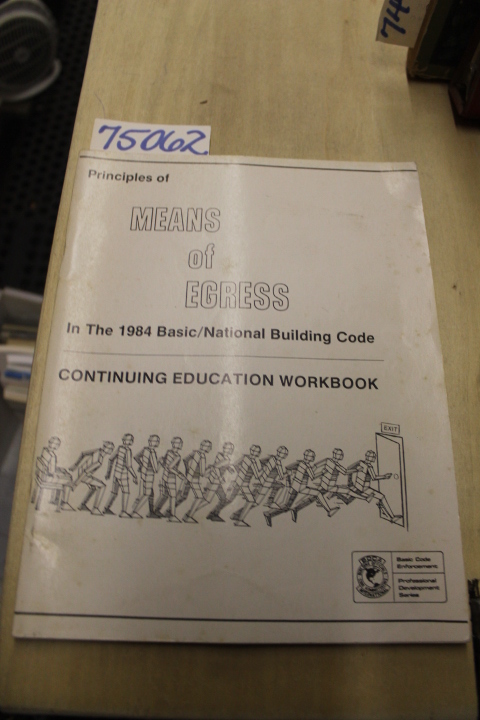 74
75062
Principles of
MEANS
of
EGRESS
In The 1984 Basic/National Building Code
CONTINUING EDUCATION WORKBOOK
EXIT
Basic Code
Enforcement
Professional
Development
Series